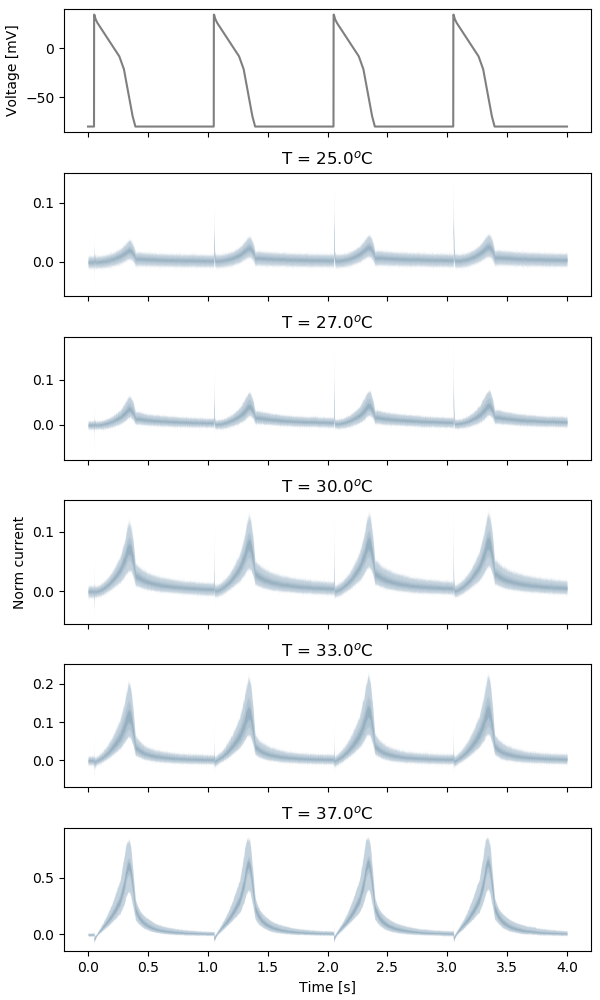 Voltage [mV]
0
−50
T = 25.0°C
0.1
0.0
T = 27.0°C
0.1
0.0
T = 30.0°C
Norm current
0.1
0.0
T = 33.0°C
0.2
0.1
0.0
T = 37.0°C
0.5
0.0
0.0 0.5 1.0 1.5 2.0 2.5 3.0 3.5 4.0
Time [s]